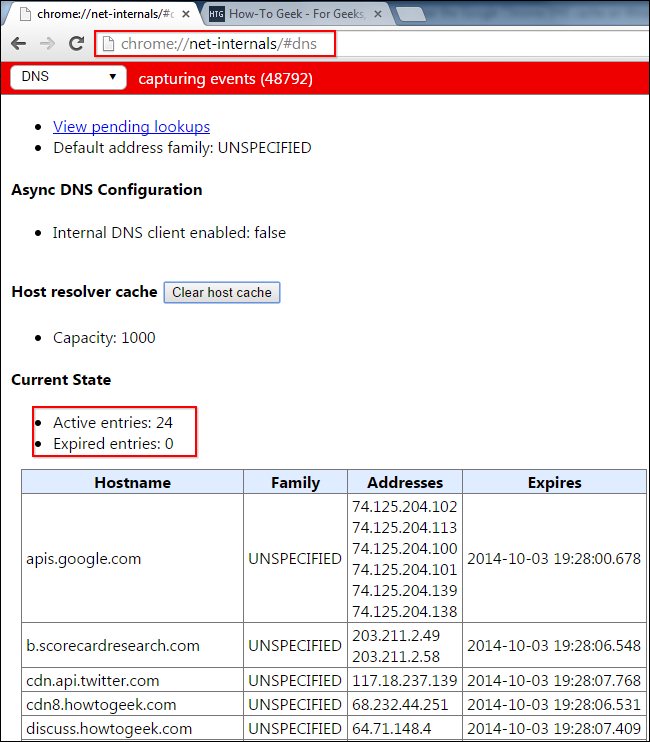 chrome://net-internals/#d
HTG How-To Geek - For Geeks,
chrome://net-internals/#dns
DNS capturing events (48792)
View pending lookups
Default address family: UNSPECIFIED
Async DNS Configuration
Internal DNS client enabled: false
Host resolver cache Clear host cache
Capacity: 1000
Current State
Active entries: 24
Expired entries: 0
Hostname Family Addresses Expires
74.125.204.102
74.125.204.113
74.125.204.100
apis.google.com UNSPECIFIED 74.125.204.101 2014-10-03 19:28:00.678
74.125.204.139
74.125.204.138
b.scorecardresearch.com UNSPECIFIED 203.211.2.49 2014-10-03 19:28:06.548
203.211.2.58
cdn.api.twitter.com UNSPECIFIED 117.18.237.139 2014-10-03 19:28:07.768
cdn8.howtogeek.com UNSPECIFIED 68.232.44.251 2014-10-03 19:28:06.531
discuss.howtogeek.com UNSPECIFIED 64.71.148.4 2014-10-03 19:28:07.409